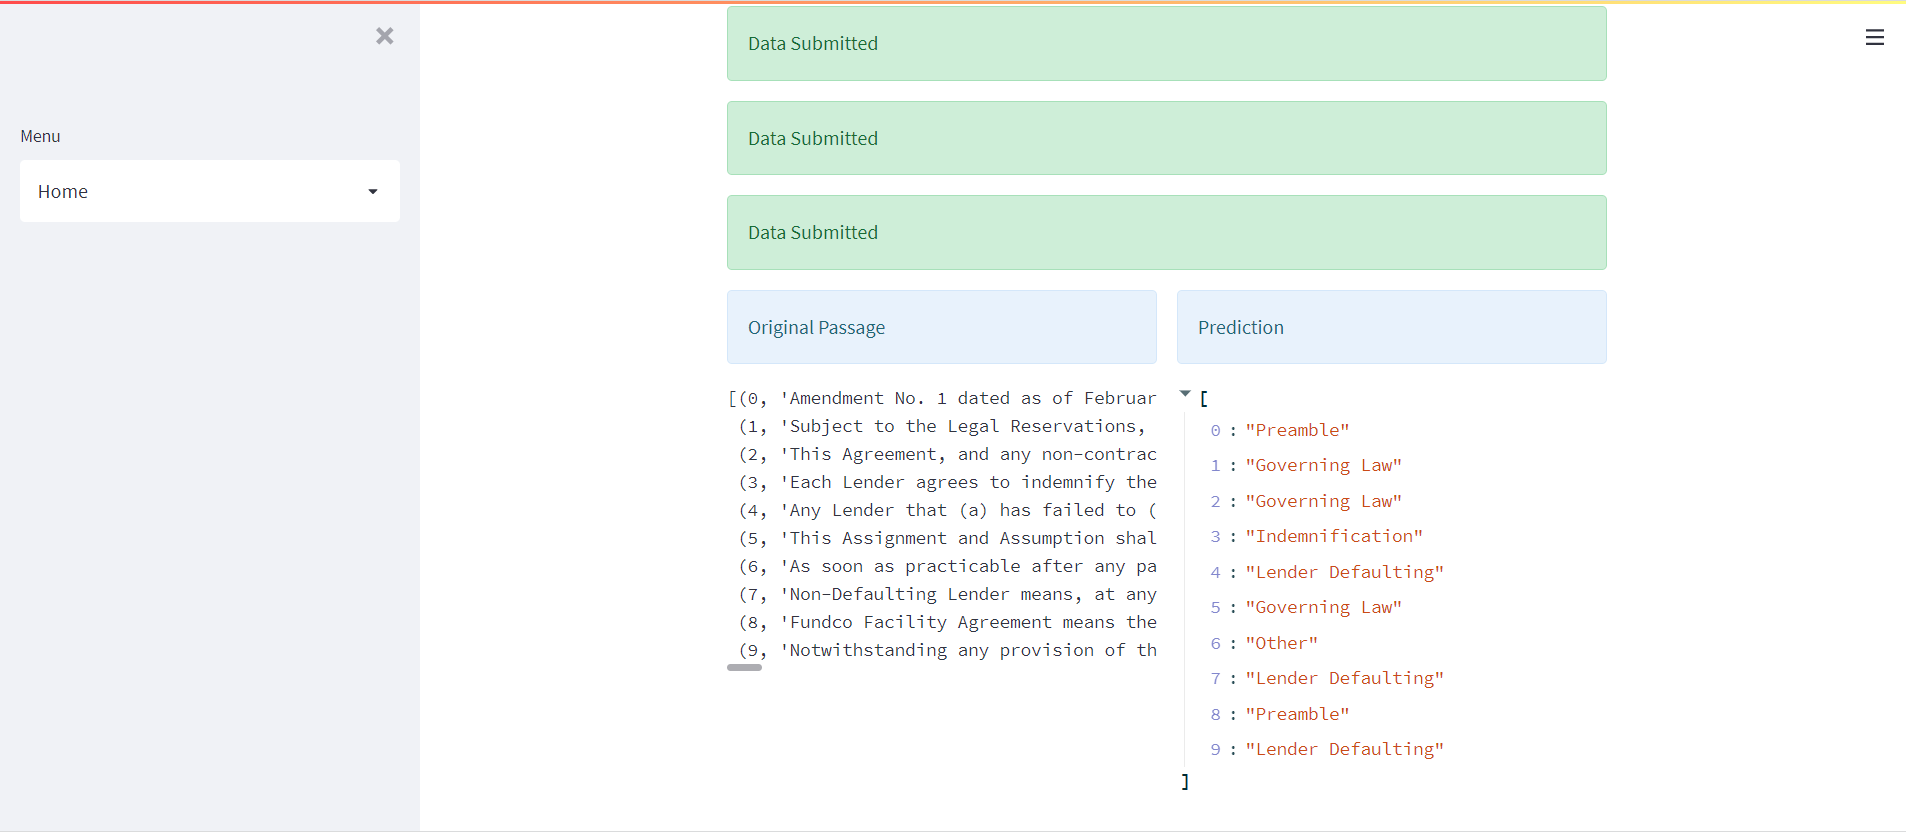 Menu
Home
Data Submitted
Data Submitted
Data Submitted
Original Passage
[(0, 'Amendment No. 1 dated as of Februar
(1, 'Subject to the Legal Reservations,
(2, 'This Agreement, and any non-contrac
(3, 'Each Lender agrees to indemnify the
(4, 'Any Lender that (a) has failed to (
(5, 'This Assignment and Assumption shal
(6, 'As soon as practicable after any pa
(7, 'Non-Defaulting Lender means, at any
(8, 'Fundco Facility Agreement means the
(9, 'Notwithstanding any provision of th
Prediction
[
0 : "Preamble"
1 : "Governing Law"
2 : "Governing Law"
3 : "Indemnification"
4 : "Lender Defaulting"
5 : "Governing Law"
6 : "Other"
7 : "Lender Defaulting"
8 : "Preamble"
9 : "Lender Defaulting"
]